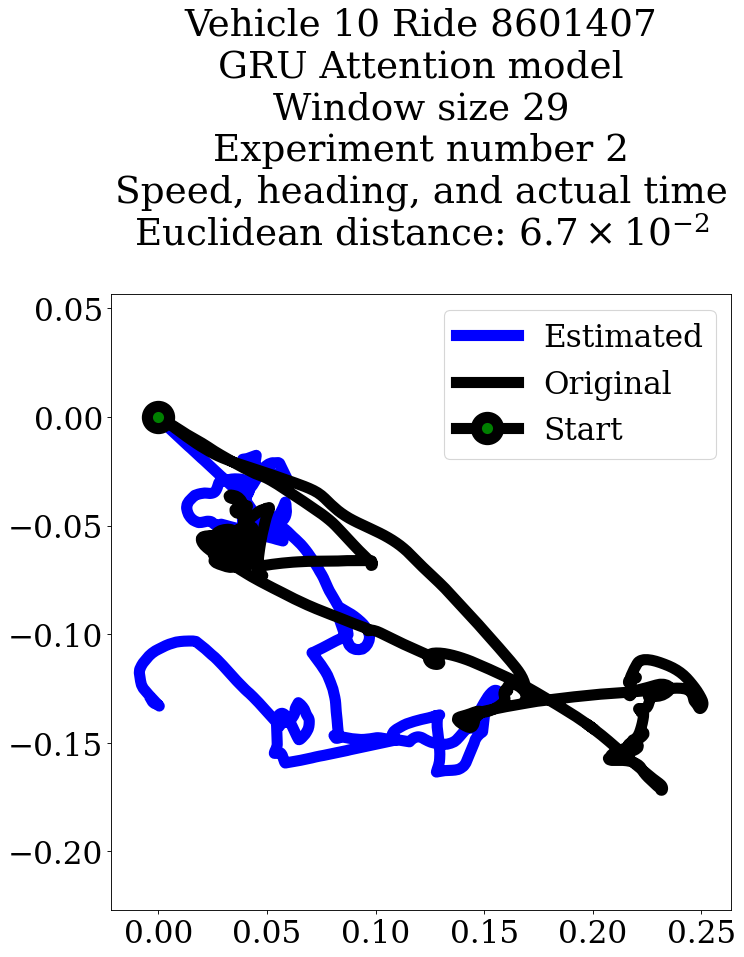 Vehicle 10 Ride 8601407
GRU Attention model
Window size 29
Experiment number 2
Speed, heading, and actual time
Euclidean distance: 6.7 × 10⁻²
Estimated
Original
Start
0.05
0.00
−0.05
−0.10
−0.15
−0.20
0.00 0.05 0.10 0.15 0.20 0.25